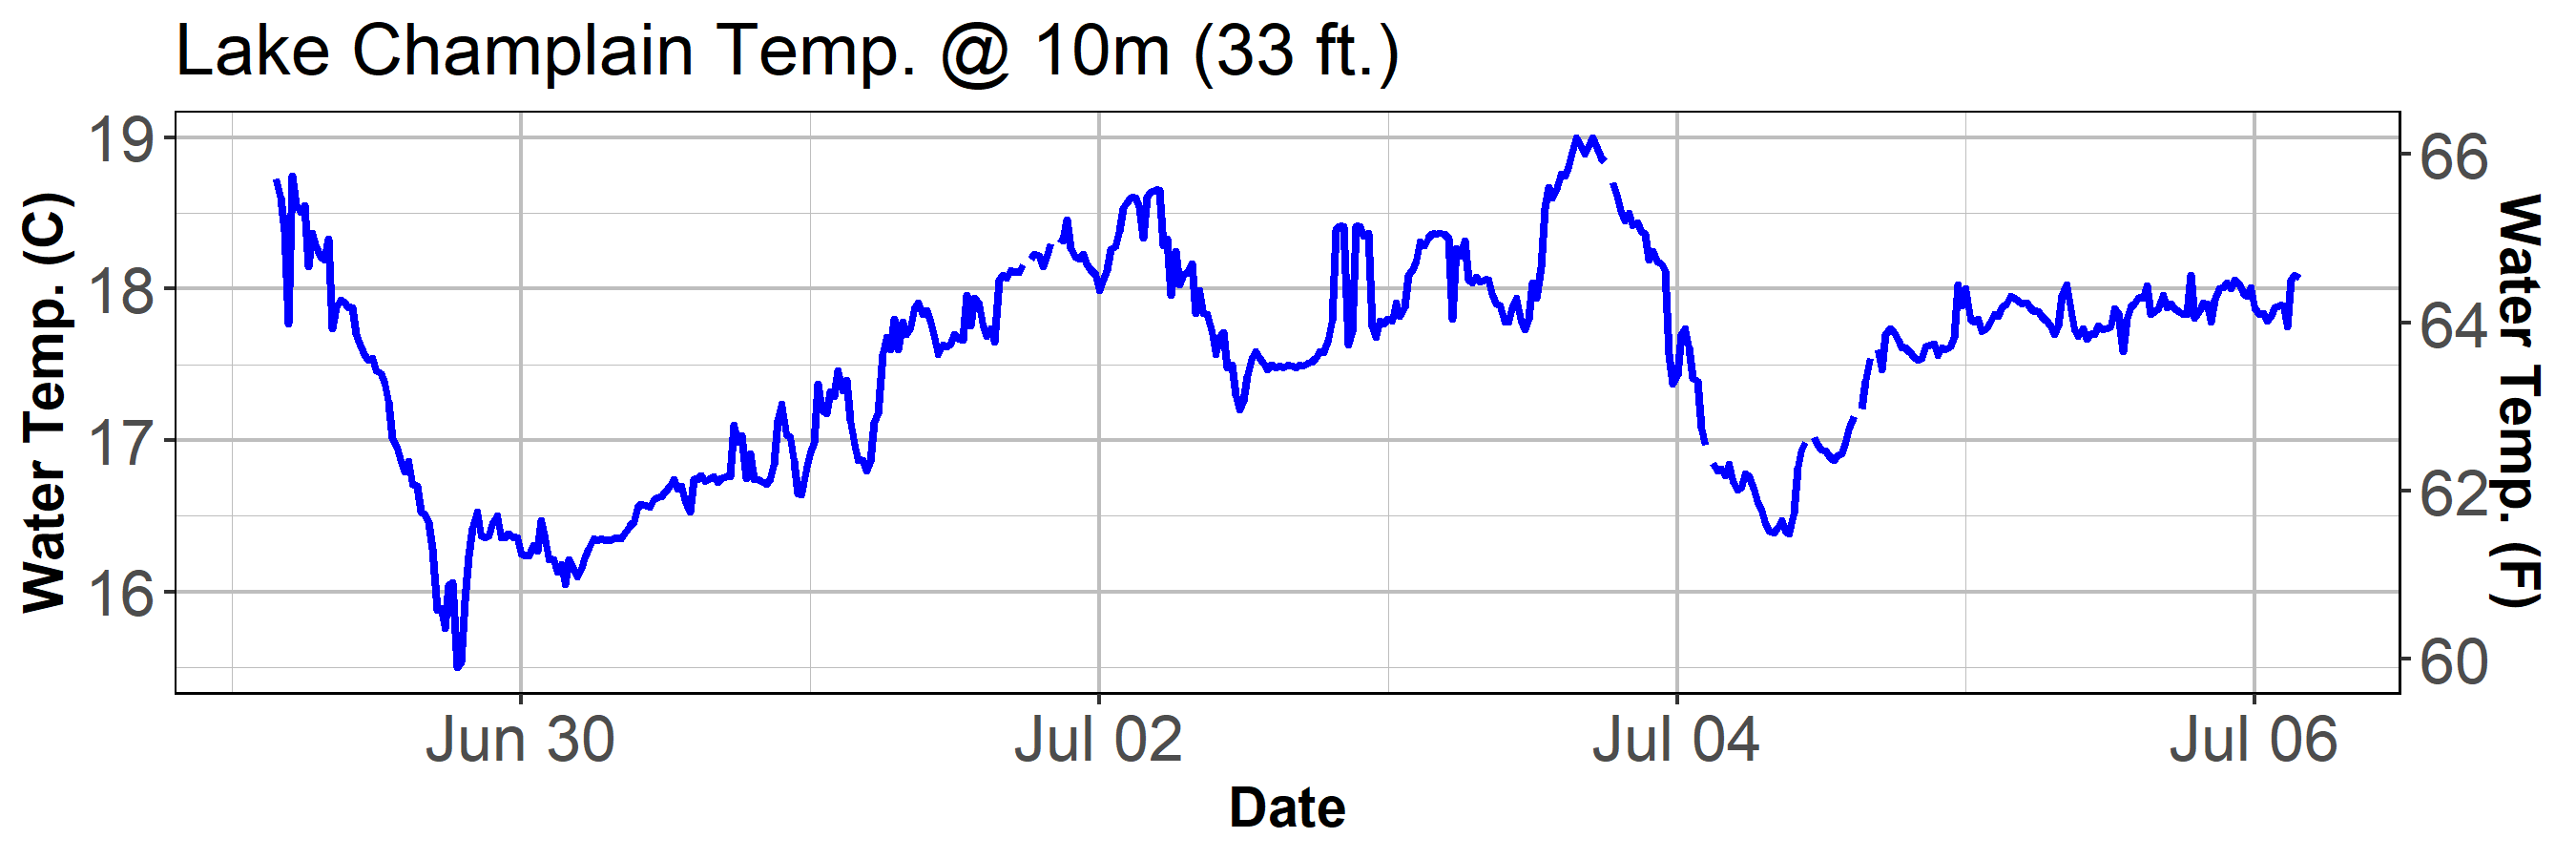 Lake Champlain Temp. @ 10m (33 ft.)
Water Temp. (C)
19
18
17
16
66
64
62
60
Water Temp. (F)
Jun 30
Jul 02
Jul 04
Jul 06
Date